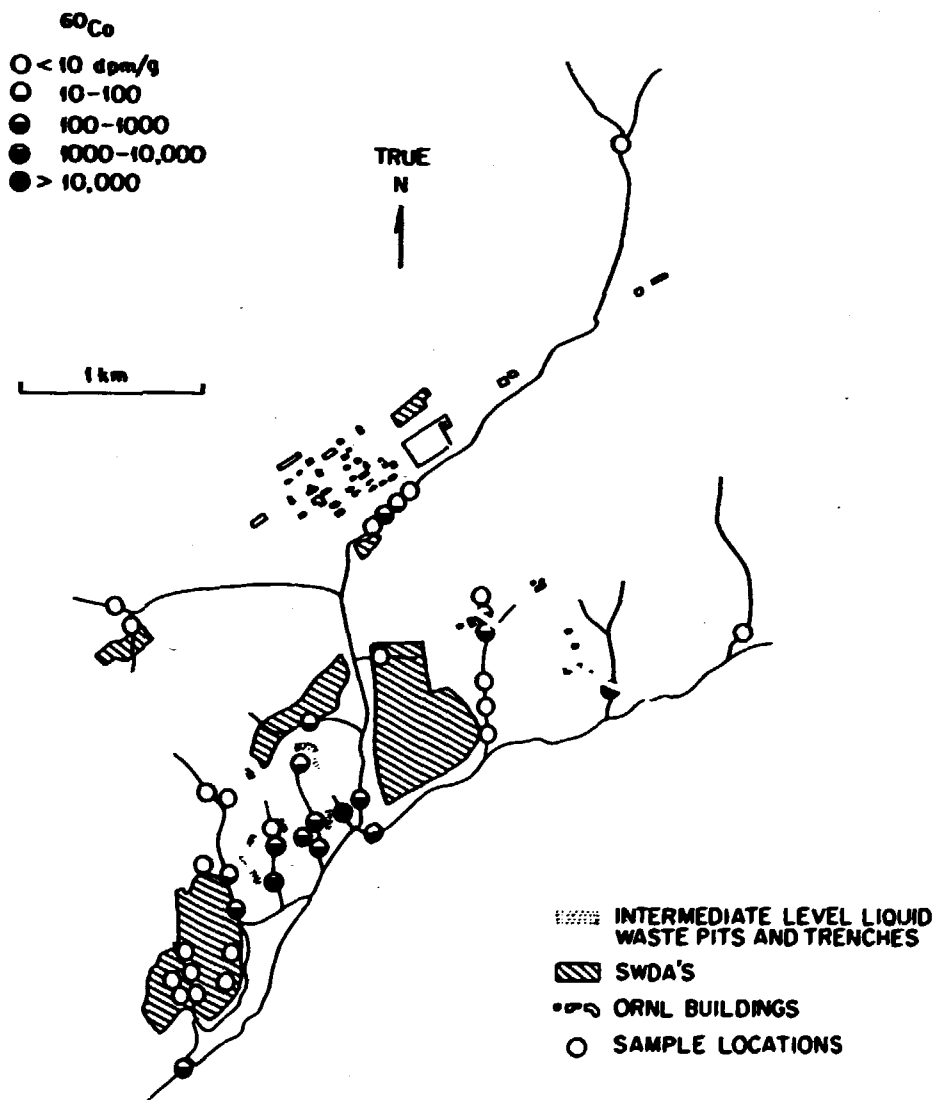 ⁶⁰Co
< 10 dpm/g
10-100
100-1000
1000-10,000
> 10,000
TRUE
N
1 km
INTERMEDIATE LEVEL LIQUID
WASTE PITS AND TRENCHES
SWDA'S
ORNL BUILDINGS
SAMPLE LOCATIONS